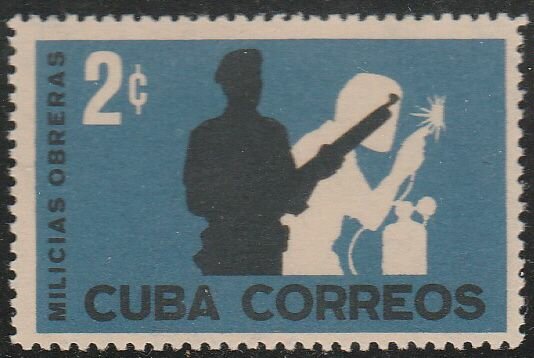 2¢
MILICIAS OBRERAS
CUBA CORREOS